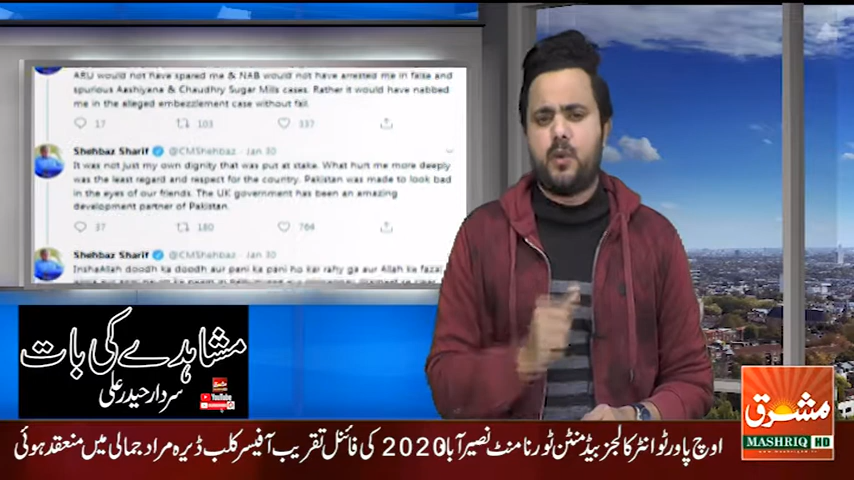 ARU would not have spared me & NAB would not have arrested me in false and
spurious Aashiyana & Chaudhry Sugar Mills cases. Rather it would have nabbed
me in the alleged embezzlement case without fail.
17 103 337
Shehbaz Sharif @CMShehbaz · Jan 30
It was not just my own dignity that was put at stake. What hurt me more deeply
was the least regard and respect for the country. Pakistan was made to look bad
in the eyes of our friends. The UK government has been an amazing
development partner of Pakistan.
37 180 764
Shehbaz Sharif @CMShehbaz · Jan 30
InshaAllah doodh ka doodh aur pani ka pani ho kar rahy ga aur Allah ke fazal
مشاہدے کی بات
سردار حیدر علی
YouTube
مشرق
MASHRIQ HD
اوچ پاور ٹو انٹر کالجز بیڈمنٹن ٹورنامنٹ نصیر آبا 2020 کی فائنل تقریب آفیسر کلب ڈیرہ مراد جمالی میں منعقد ہوئی